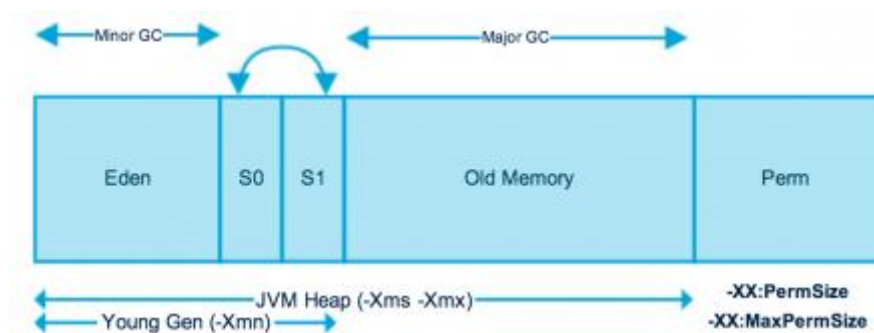 Minor GC
Major GC
Eden
S0
S1
Old Memory
Perm
JVM Heap (-Xms -Xmx)
-XX:PermSize
Young Gen (-Xmn)
-XX:MaxPermSize